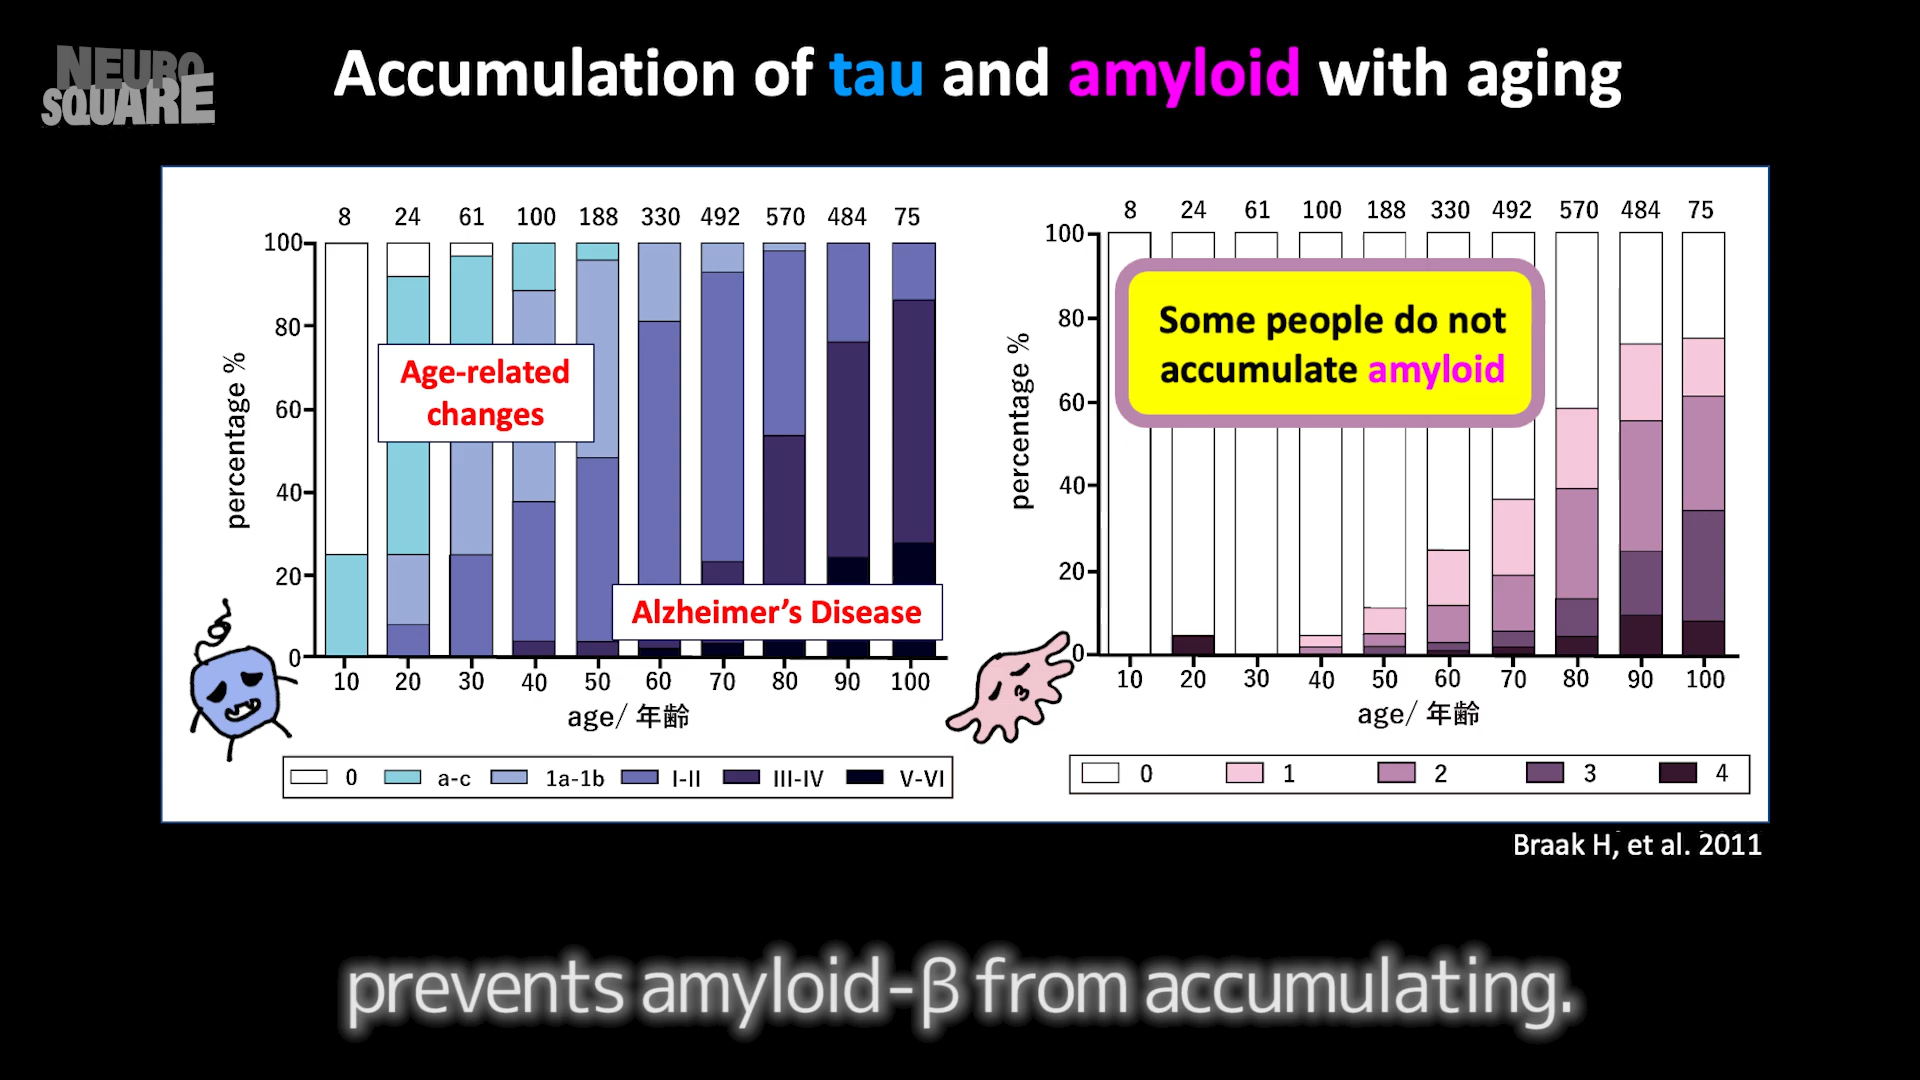 NEURO
SQUARE
Accumulation of tau and amyloid with aging
8 24 61 100 188 330 492 570 484 75
100
80
60
40
20
0
percentage %
Age-related
changes
Alzheimer's Disease
10 20 30 40 50 60 70 80 90 100
age/ 年齢
0 a-c 1a-1b I-II III-IV V-VI
8 24 61 100 188 330 492 570 484 75
100
80
60
40
20
0
percentage %
Some people do not
accumulate amyloid
10 20 30 40 50 60 70 80 90 100
age/ 年齢
0 1 2 3 4
Braak H, et al. 2011
prevents amyloid-β from accumulating.